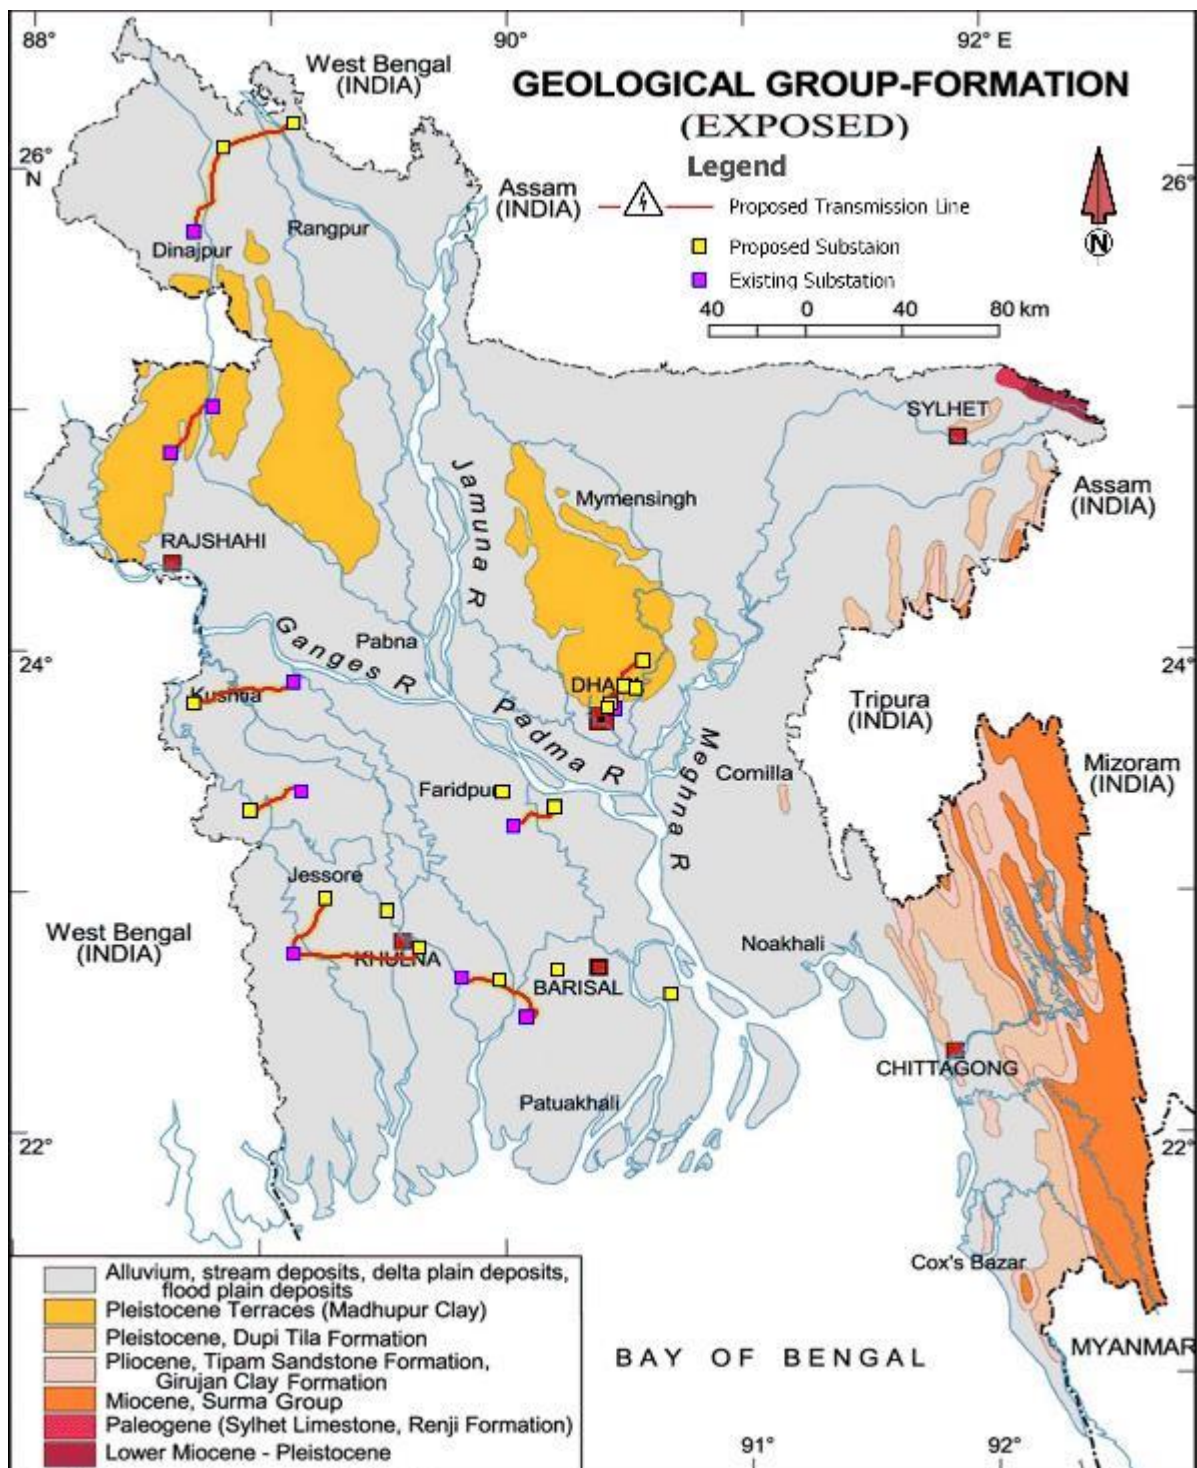 88°
90°
92° E
West Bengal
(INDIA)
GEOLOGICAL GROUP-FORMATION
(EXPOSED)
Legend
26°
N
26°
Assam
(INDIA)
Proposed Transmission Line
N
Rangpur
Dinajpur
Proposed Substaion
Existing Substation
40 0 40 80 km
SYLHET
Jamuna R
Mymensingh
Assam
(INDIA)
RAJSHAHI
Ganges R
Pabna
24°
24°
Kushtia
DHAKA
Padma R
Tripura
(INDIA)
Meghna R
Mizoram
(INDIA)
Comilla
Faridpur
Jessore
West Bengal
(INDIA)
Noakhali
KHULNA
BARISAL
CHITTAGONG
Patuakhali
22°
22°
Cox's Bazar
Alluvium, stream deposits, delta plain deposits,
flood plain deposits
Pleistocene Terraces (Madhupur Clay)
Pleistocene, Dupi Tila Formation
Pliocene, Tipam Sandstone Formation,
Girujan Clay Formation
Miocene, Surma Group
Paleogene (Sylhet Limestone, Renji Formation)
Lower Miocene - Pleistocene
MYANMAR
BAY OF BENGAL
91°
92°